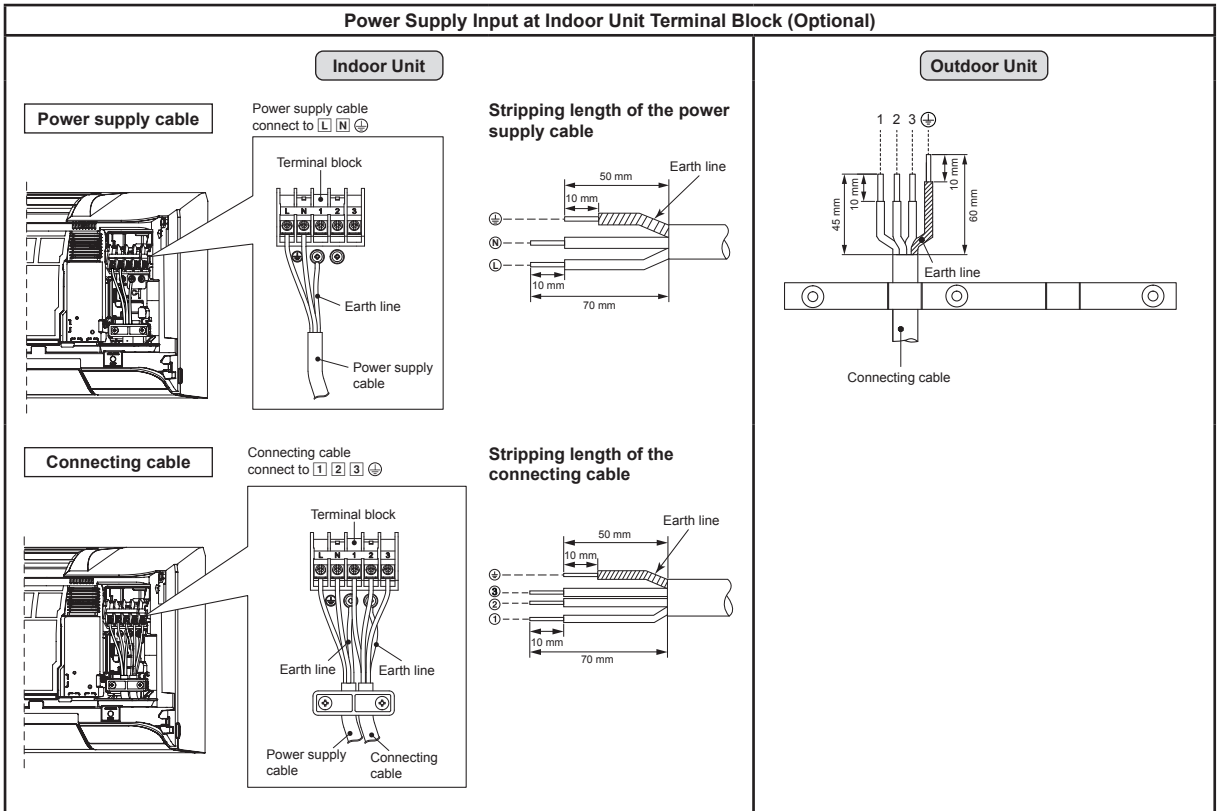 Power Supply Input at Indoor Unit Terminal Block (Optional)
Indoor Unit
Power supply cable
Power supply cable
connect to L N ⏚
Terminal block
L N 1 2 3
Earth line
Power supply
cable
Stripping length of the power
supply cable
Earth line
50 mm
10 mm
N
L
10 mm
70 mm
Connecting cable
Connecting cable
connect to 1 2 3 ⏚
Terminal block
L N 1 2 3
Earth line
Earth line
Power supply
cable
Connecting
cable
Stripping length of the
connecting cable
Earth line
50 mm
10 mm
3
2
1
10 mm
70 mm
Outdoor Unit
1 2 3 ⏚
10 mm
45 mm
10 mm
60 mm
Earth line
Connecting cable